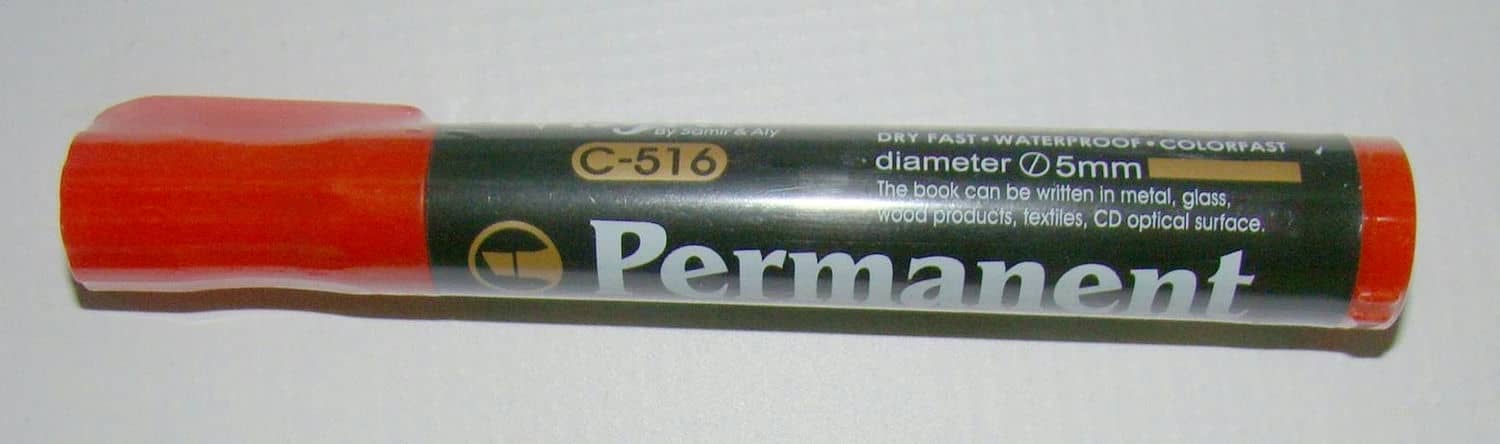 By Samir & Aly
C-516
Permanent
DRY FAST • WATERPROOF • COLORFAST
diameter ∅ 5mm
The book can be written in metal, glass,
wood products, textiles, CD optical surface.